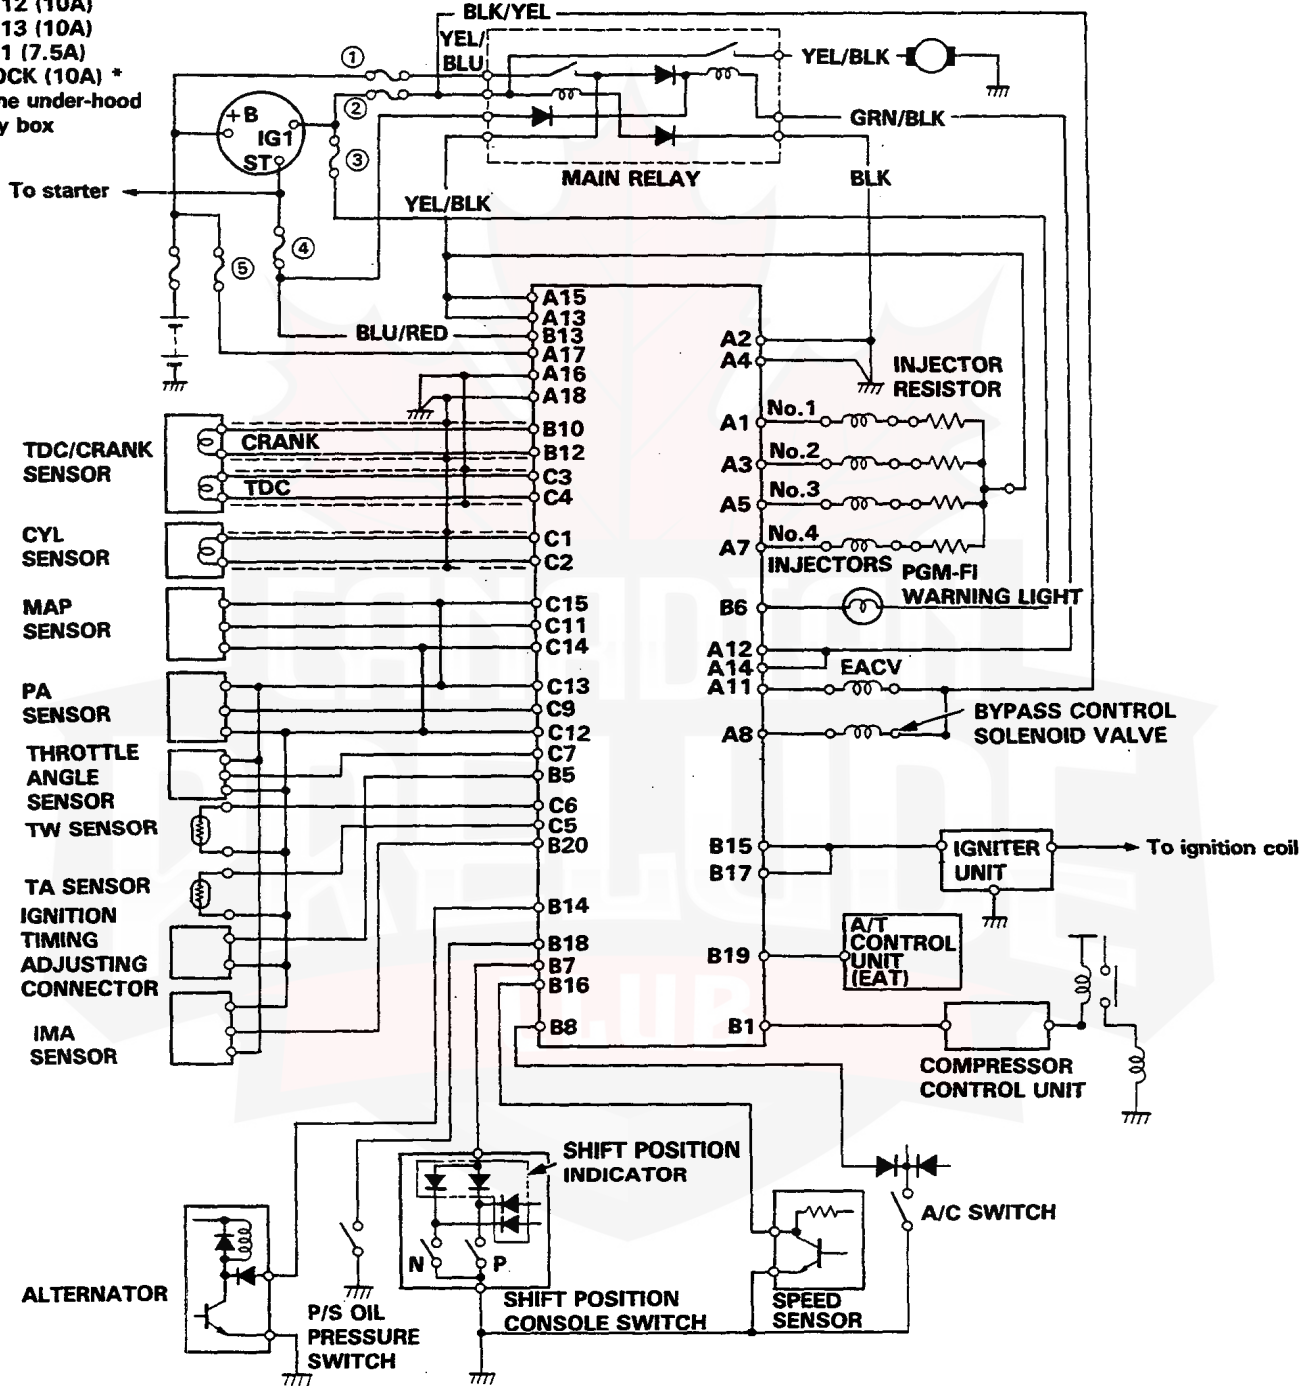 12 (10A)
13 (10A)
1 (7.5A)
OCK (10A) *
he under-hood
y box
BLK/YEL
YEL/
BLU
①
②
③
④
⑤
YEL/BLK
GRN/BLK
BLK
MAIN RELAY
+B
IG1
ST
To starter
YEL/BLK
BLU/RED
A15
A13
B13
A17
A16
A18
B10
B12
C3
C4
C1
C2
C15
C11
C14
C13
C9
C12
C7
B5
C6
C5
B20
B14
B18
B7
B16
B8
A2
A4
A1
A3
A5
A7
B6
A12
A14
A11
A8
B15
B17
B19
B1
INJECTOR
RESISTOR
No.1
No.2
No.3
No.4
INJECTORS
PGM-FI
WARNING LIGHT
EACV
BYPASS CONTROL
SOLENOID VALVE
IGNITER
UNIT
To ignition coil
A/T
CONTROL
UNIT
(EAT)
COMPRESSOR
CONTROL UNIT
TDC/CRANK
SENSOR
CRANK
TDC
CYL
SENSOR
MAP
SENSOR
PA
SENSOR
THROTTLE
ANGLE
SENSOR
TW SENSOR
TA SENSOR
IGNITION
TIMING
ADJUSTING
CONNECTOR
IMA
SENSOR
ALTERNATOR
P/S OIL
PRESSURE
SWITCH
SHIFT POSITION
INDICATOR
N
P
SHIFT POSITION
CONSOLE SWITCH
SPEED
SENSOR
A/C SWITCH
CANADIAN
PRELUDE